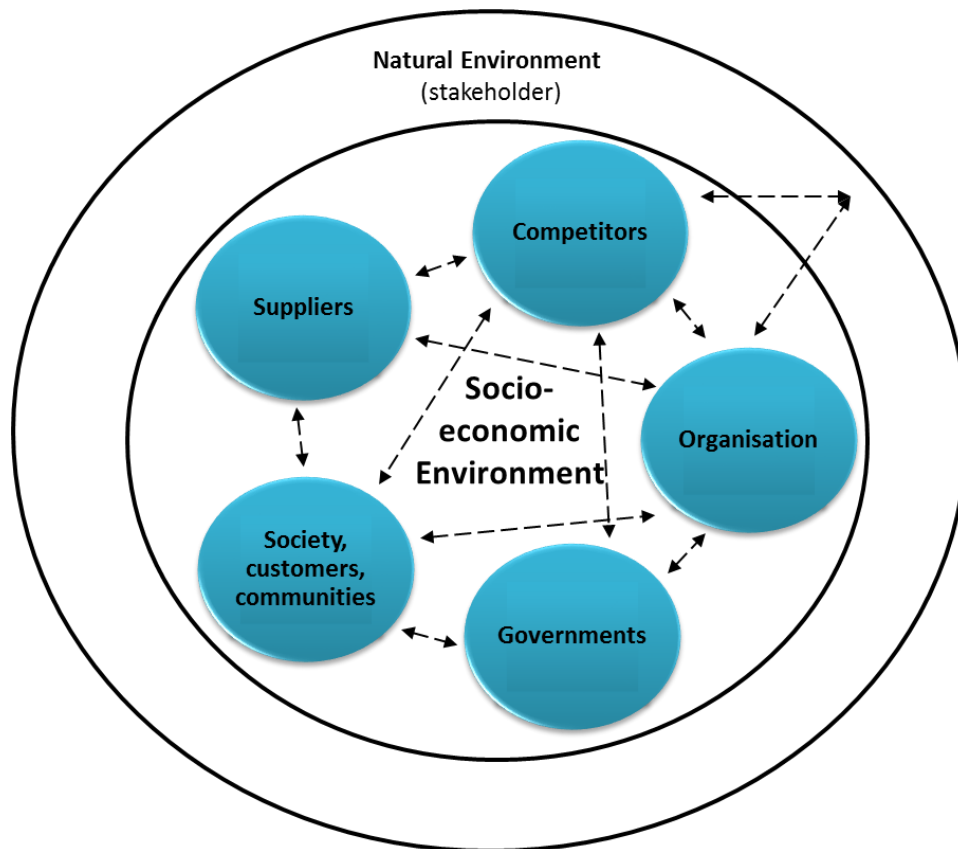 Natural Environment
(stakeholder)
Competitors
Suppliers
Socio-
economic
Environment
Organisation
Society,
customers,
communities
Governments